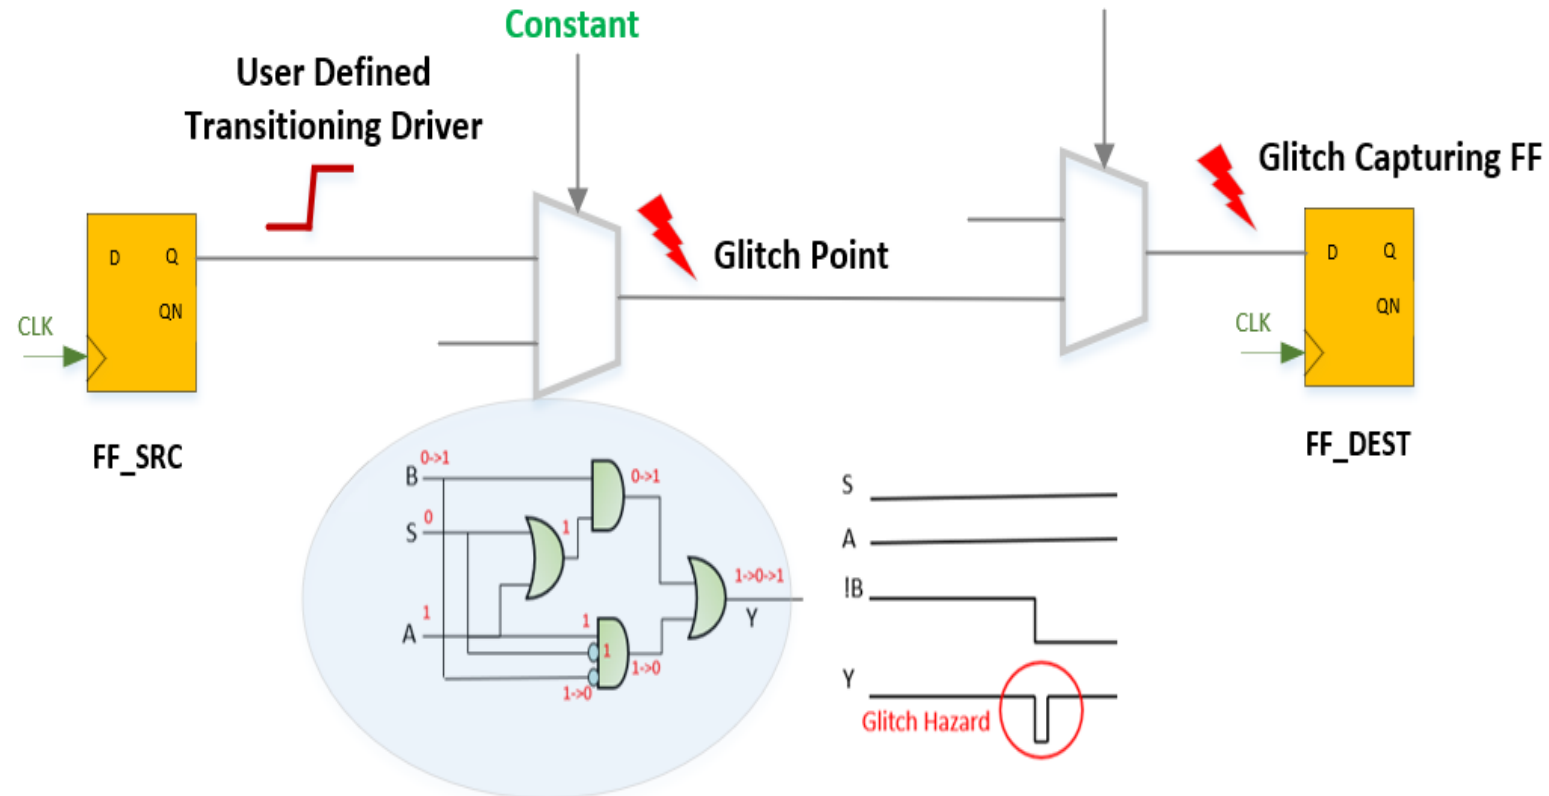 Constant
User Defined
Transitioning Driver
Glitch Capturing FF
Glitch Point
D Q
QN
CLK
FF_SRC
D Q
QN
CLK
FF_DEST
B 0->1
0->1
S 0
1
A 1
1
1
1->0
1->0
1->0->1
Y
S
A
!B
Y
Glitch Hazard